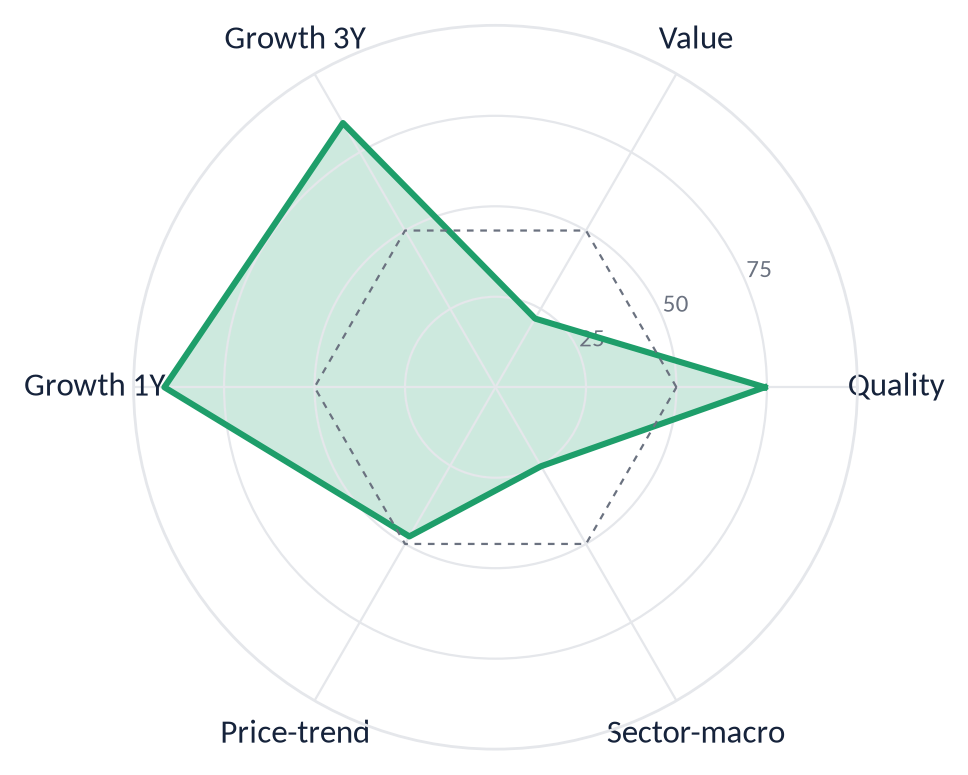 Growth 3Y
Value
75
50
25
Growth 1Y
Quality
Price-trend
Sector-macro